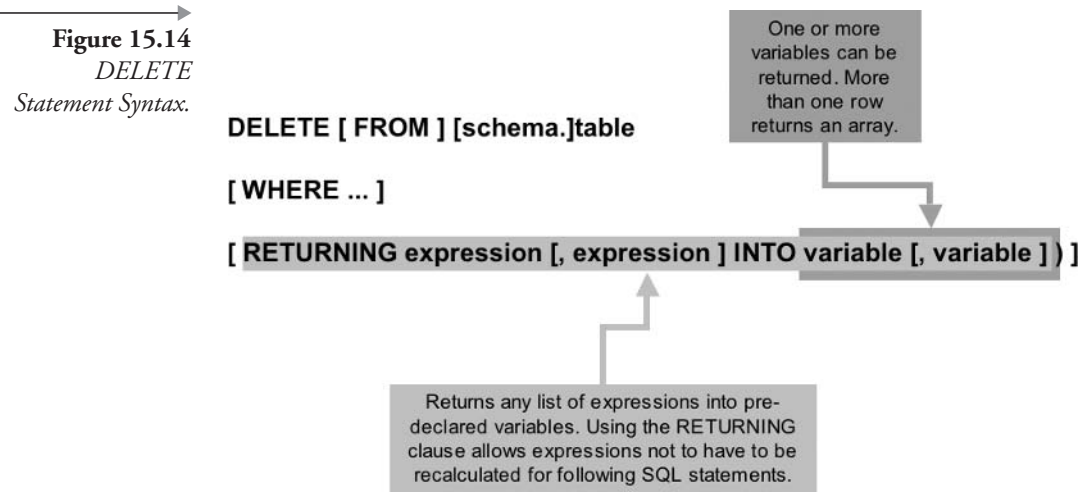 Figure 15.14
DELETE
Statement Syntax.
One or more
variables can be
returned. More
than one row
returns an array.
DELETE [ FROM ] [schema.]table
[ WHERE ... ]
[ RETURNING expression [, expression ] INTO variable [, variable ] ) ]
Returns any list of expressions into pre-
declared variables. Using the RETURNING
clause allows expressions not to have to be
recalculated for following SQL statements.